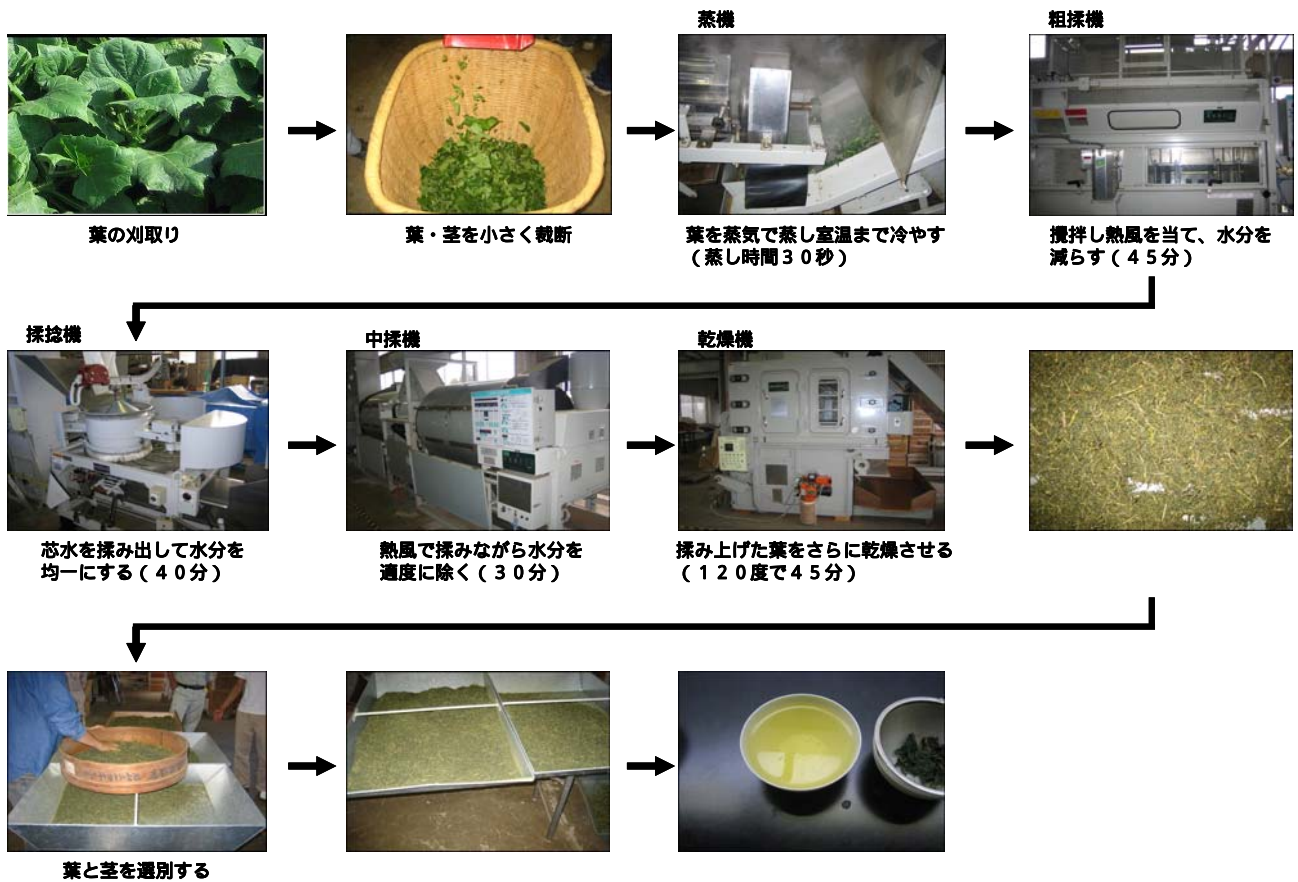 蒸機
粗揉機
葉の刈取り
葉・茎を小さく裁断
葉を蒸気で蒸し室温まで冷やす
（蒸し時間３０秒）
攪拌し熱風を当て、水分を
減らす（４５分）
揉捻機
中揉機
乾燥機
芯水を揉み出して水分を
均一にする（４０分）
熱風で揉みながら水分を
適度に除く（３０分）
揉み上げた葉をさらに乾燥させる
（１２０度で４５分）
葉と茎を選別する